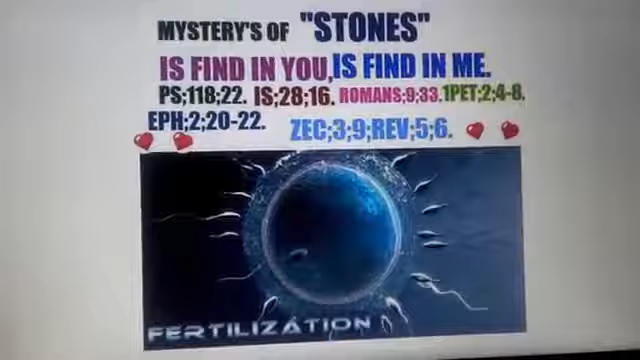 MYSTERY'S OF "STONES"
IS FIND IN YOU,IS FIND IN ME.
PS;118;22. IS;28;16. ROMANS;9;33.1PET;2;4-8.
EPH;2;20-22. ZEC;3;9;REV;5;6.
FERTILIZÁTION